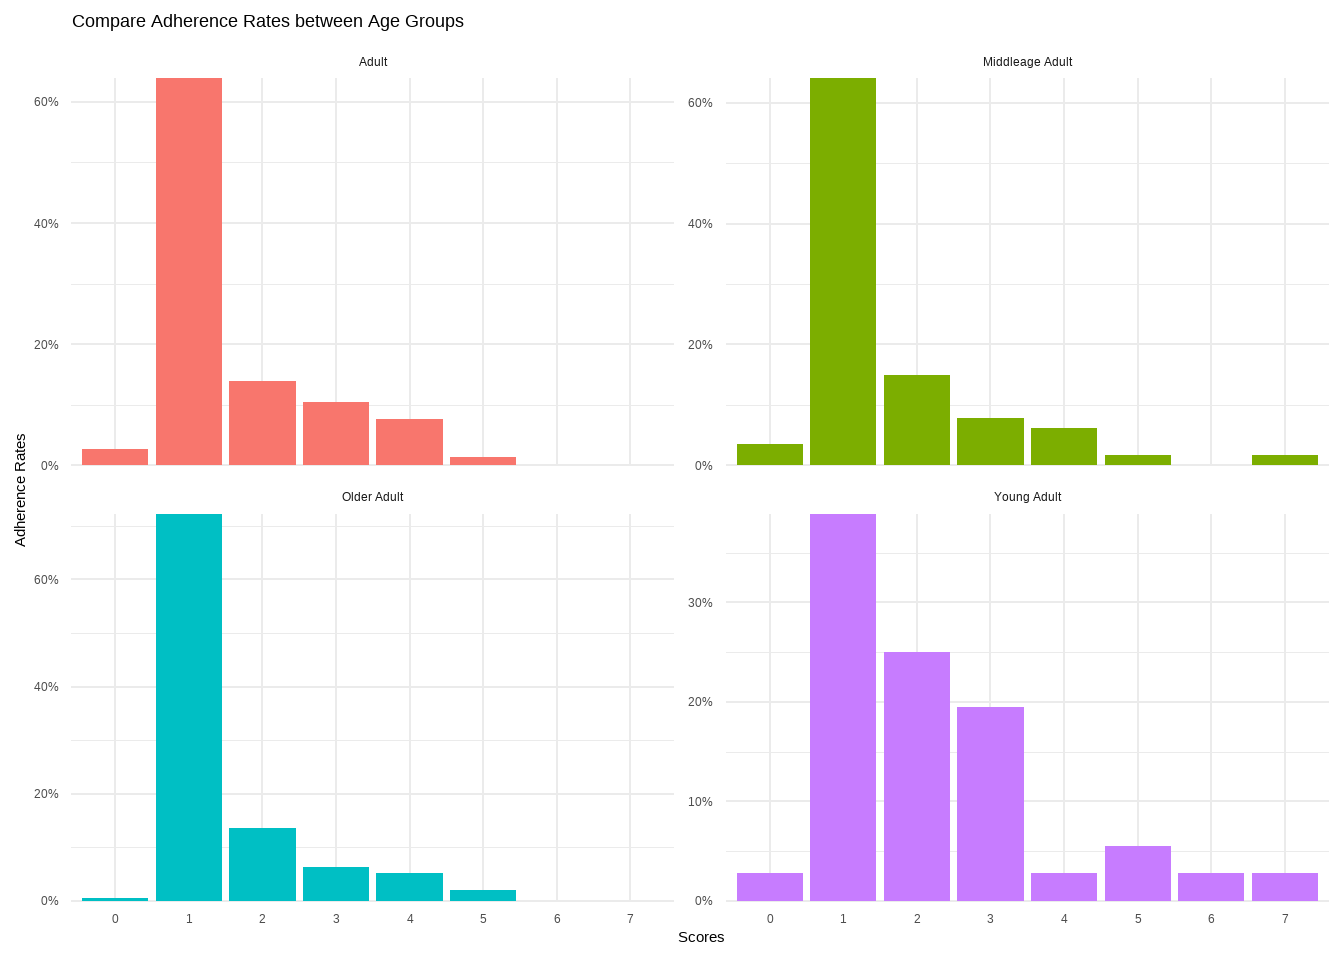 Compare Adherence Rates between Age Groups
Adult
Middleage Adult
60%
40%
20%
0%
60%
40%
20%
0%
Adherence Rates
Older Adult
Young Adult
60%
40%
20%
0%
30%
20%
10%
0%
0 1 2 3 4 5 6 7
0 1 2 3 4 5 6 7
Scores